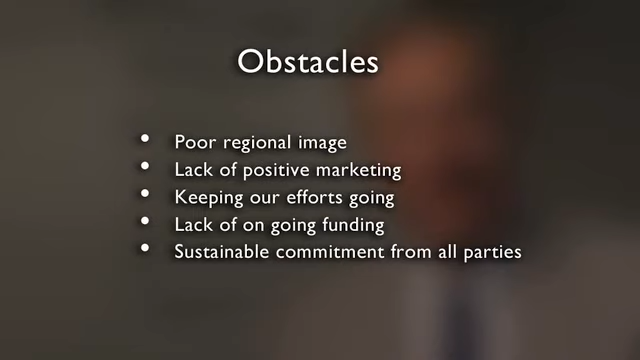 Obstacles
• Poor regional image
• Lack of positive marketing
• Keeping our efforts going
• Lack of on going funding
• Sustainable commitment from all parties